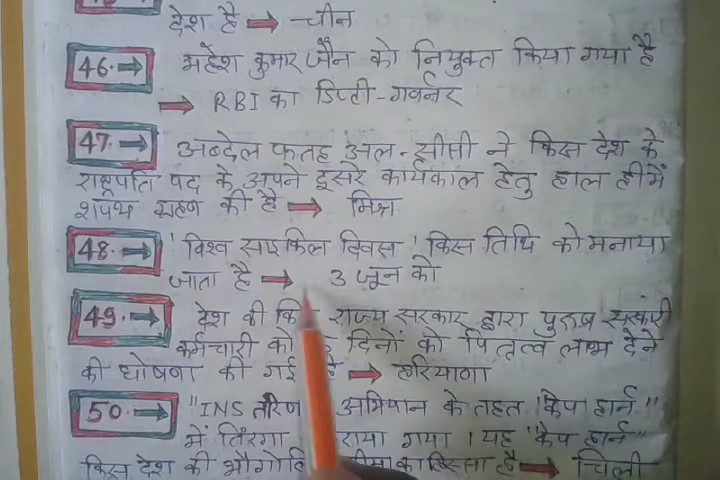 देश है → चीन
46. → महेश कुमार जैन को नियुक्त किया गया है
→ RBI का डिप्टी-गवर्नर
47. → अब्देल फतह अल-सीसी ने किस देश के
राष्ट्रपति पद के अपने दूसरे कार्यकाल हेतु हाल ही में
शपथ ग्रहण की है → मिस्र
48. → 'विश्व साइकिल दिवस' किस तिथि को मनाया
जाता है → 3 जून को
49. → देश की राज्य सरकार द्वारा पुरुष सरकारी
कर्मचारी को दिनों को पितृत्व लाभ देने
की घोषणा की गई है → हरियाणा
50. → "INS तारिणी अभियान के तहत 'केप हॉर्न"
में तिरंगा गया। यह "केप हॉर्न"
किस देश की सीमा का हिस्सा है → चिली